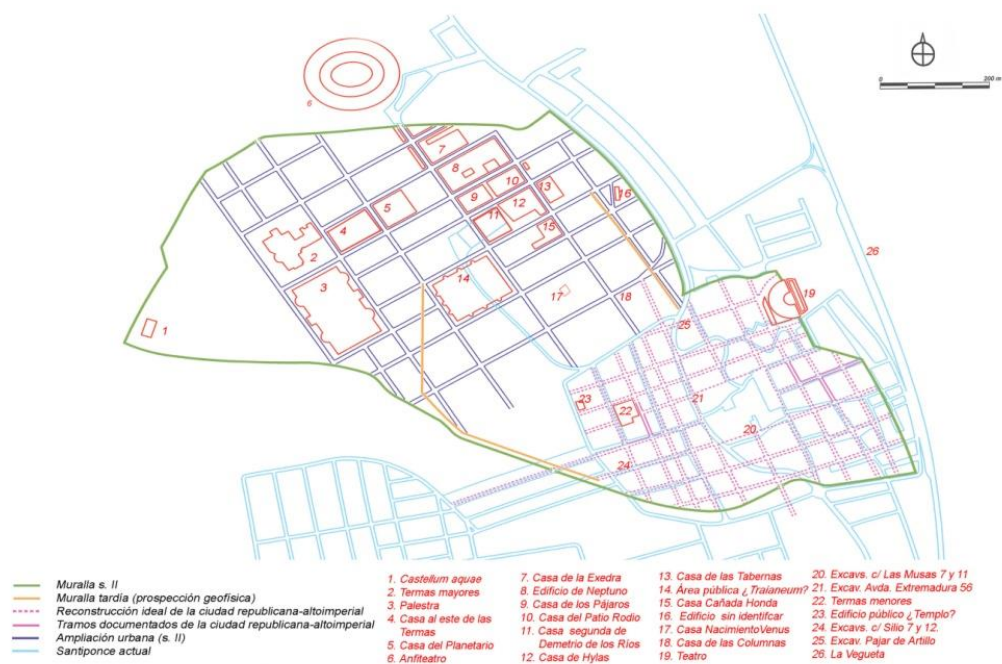 0
200 m
6
7
8
5
10
13
16
9
4
12
11
15
2
3
14
26
17
18
19
1
25
23
22
21
20
24
Muralla s. II
Muralla tardía (prospección geofísica)
Reconstrucción ideal de la ciudad republicana-altoimperial
Tramos documentados de la ciudad republicana-altoimperial
Ampliación urbana (s. II)
Santiponce actual
1. Castellum aquae
2. Termas mayores
3. Palestra
4. Casa al este de las
Termas
5. Casa del Planetario
6. Anfiteatro
7. Casa de la Exedra
8. Edificio de Neptuno
9. Casa de los Pájaros
10. Casa del Patio Rodio
11. Casa segunda de
Demetrio de los Ríos
12. Casa de Hylas
13. Casa de las Tabernas
14. Área pública ¿Traianeum?
15. Casa Cañada Honda
16. Edificio sin identifcar
17. Casa NacimientoVenus
18. Casa de las Columnas
19. Teatro
20. Excavs. c/ Las Musas 7 y 11
21. Excav. Avda. Extremadura 56
22. Termas menores
23. Edificio público ¿Templo?
24. Excavs. c/ Silio 7 y 12.
25. Excav. Pajar de Artillo
26. La Vegueta